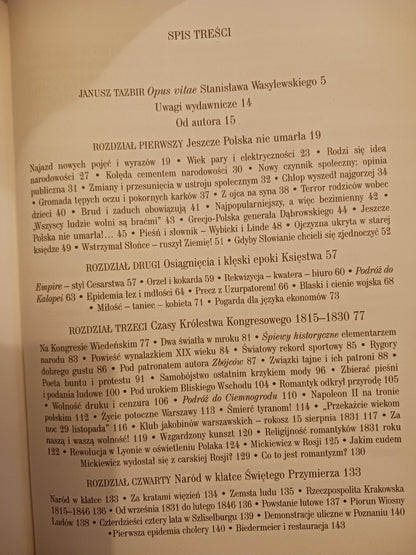 SPIS TREŚCI
JANUSZ TAZBIR Opus vitae Stanisława Wasylewskiego 5
Uwagi wydawnicze 14
Od autora 15
ROZDZIAŁ PIERWSZY Jeszcze Polska nie umarła 19
Najazd nowych pojęć i wyrazów 19 • Wiek pary i elektryczności 23 • Rodzi się idea
narodowości 27 • Kolęda cementem narodowości 30 • Nowy czynnik społeczny: opinia
publiczna 31 • Zmiany i przesunięcia w ustroju społecznym 32 • Chłop wyszedł najgorzej 34
• Gromada tępych oczu i pokornych karków 37 • Z ojca na syna 38 • Terror rodziców wobec
dzieci 40 • Brud i zaduch obowiązują 41 • Najpopularniejszy, a więc bezimienny 42 •
„Wszyscy ludzie wolni są braćmi” 43 • Grecjo-Polska generała Dąbrowskiego 44 • Jeszcze
Polska nie umarła!... 45 • Pieśń i słownik – Wybicki i Linde 48 • Ojczyzna ukryta w starej
księdze 49 • Wstrzymał Słońce – ruszył Ziemię! 51 • Gdyby Słowianie chcieli się zjednoczyć 52
ROZDZIAŁ DRUGI Osiągnięcia i klęski epoki Księstwa 57
Empire – styl Cesarstwa 57 • Orzeł i kokarda 59 • Rekwizycja – kwatera – biuro 60 • Podróż do
Kalopei 63 • Epidemia łez i mdłości 64 • Precz z Uzurpatorem! 66 • Blaski i cienie wojska 68
• Miłość – taniec – kobieta 71 • Pogarda dla języka ekonomów 73
ROZDZIAŁ TRZECI Czasy Królestwa Kongresowego 1815–1830 77
Na Kongresie Wiedeńskim 77 • Dwa światła w mroku 81 • Śpiewy historyczne elementarzem
narodu 83 • Powieść wynalazkiem XIX wieku 84 • Światowy rekord sportowy 85 • Rygory
dobrego gustu 86 • Pod patronatem autora Zbójców 87 • Związki tajne i ich patroni 88 •
Poeta buntu i protestu 91 • Samobójstwo ostatnim krzykiem mody 96 • Zbierać pieśni
i podania ludowe 100 • Pod urokiem Bliskiego Wschodu 104 • Romantyk odkrył przyrodę 105
• Wolność druku i cenzura 106 • Podróż do Ciemnogrodu 107 • Napoleon II na tronie
polskim 112 • Życie potoczne Warszawy 113 • Śmierć tyranom! 114 • „Przekażcie wiekom
noc 29 listopada” 116 • Klub jakobinów warszawskich – rokosz 15 sierpnia 1831 117 • Za
naszą i waszą wolność! 119 • Wzgardzony kunszt 120 • Religijność romantyków 1831 roku
122 • Rewolucja w Lyonie w oświetleniu Polaka 124 • Mickiewicz w Rosji 125 • Jakim cudem
Mickiewicz wydostał się z carskiej Rosji? 129 • Co to jest romantyzm? 130
ROZDZIAŁ CZWARTY Naród w klatce Świętego Przymierza 133
Naród w klatce 133 • Za kratami więzień 134 • Zemsta ludu 135 • Rzeczpospolita Krakowska
1815–1846 136 • Od września 1831 do lutego 1846 136 • Powstanie lutowe 137 • Piorun Wiosny
Ludów 138 • Czterdzieści cztery lata w Szliselburgu 139 • Demonstracje uliczne w Poznaniu 140
• Pierwsza epidemia cholery 140 • Biedermeier i restauracja 143